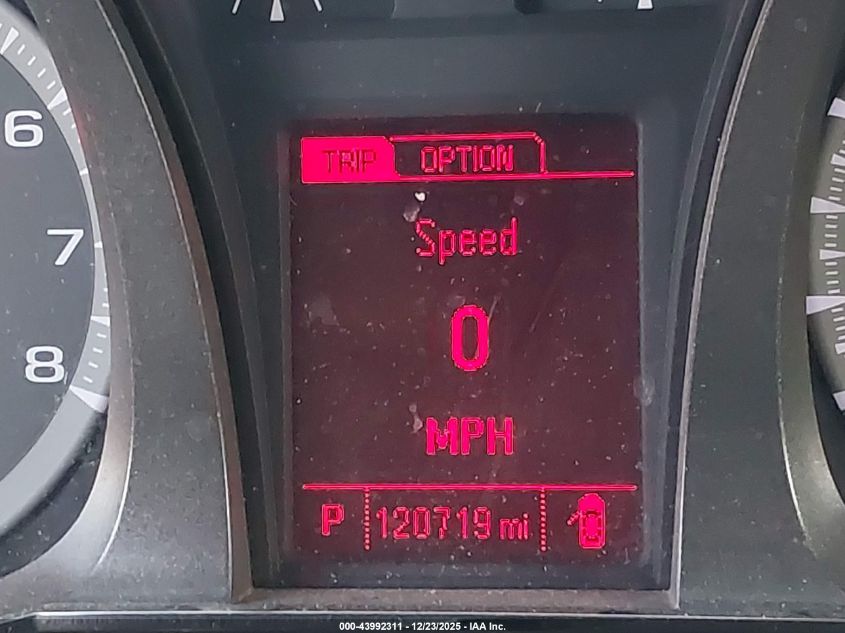 TRIP OPTION
6
Speed
7
0
8
MPH
P 120719 mi
000-43992311 - 12/23/2025 - IAA Inc.